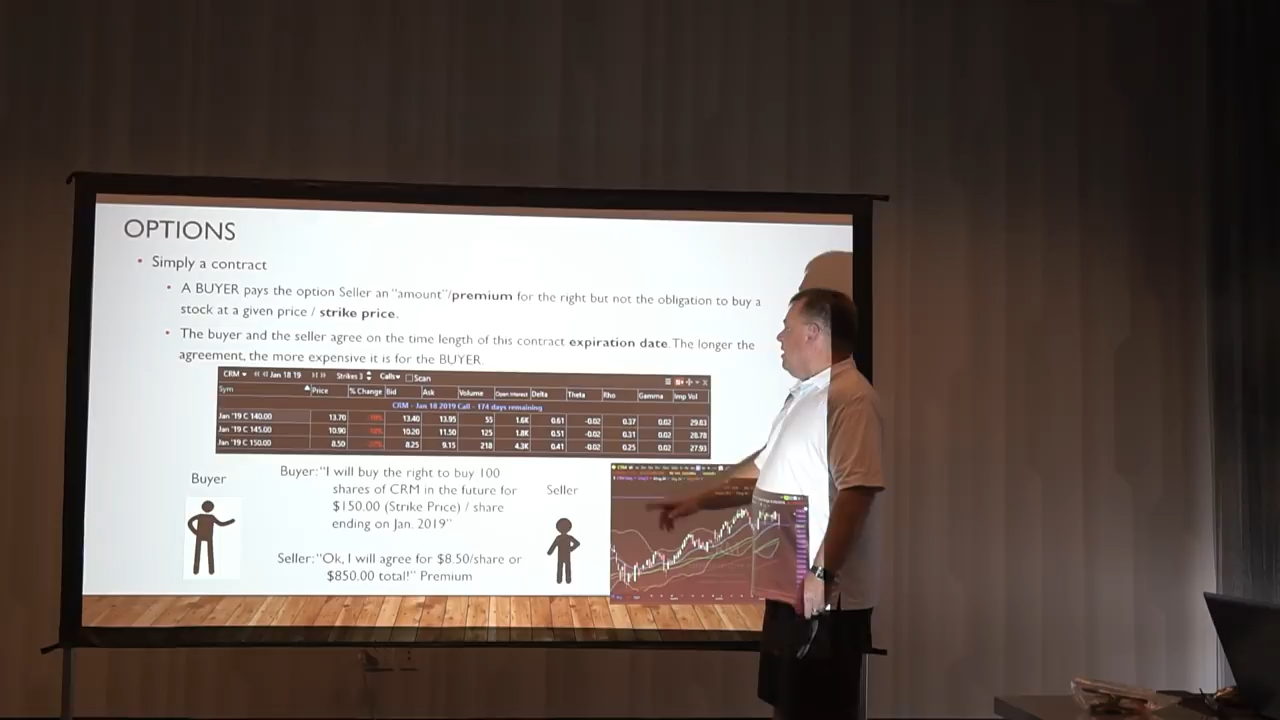 OPTIONS
• Simply a contract
• A BUYER pays the option Seller an "amount"/premium for the right but not the obligation to buy a
stock at a given price / strike price.
• The buyer and the seller agree on the time length of this contract expiration date. The longer the
agreement, the more expensive it is for the BUYER.
CRM Jan 18 19 Strikes 3 Calls Scan
Sym Price % Change Bid Ask Volume Open Interest Delta Theta Rho Gamma Imp Vol
CRM - Jan 18 2019 Call - 174 days remaining
Jan '19 C 140.00 13.70 13.40 13.95 55 1.6K 0.61 -0.02 0.37 0.02 29.83
Jan '19 C 145.00 10.90 10.20 11.50 125 1.8K 0.51 -0.02 0.31 0.02 28.78
Jan '19 C 150.00 8.50 8.25 9.15 218 4.3K 0.41 -0.02 0.25 0.02 27.93
Buyer
Buyer: "I will buy the right to buy 100
shares of CRM in the future for
$150.00 (Strike Price) / share
ending on Jan. 2019"
Seller
Seller: "Ok, I will agree for $8.50/share or
$850.00 total!" Premium
CRM